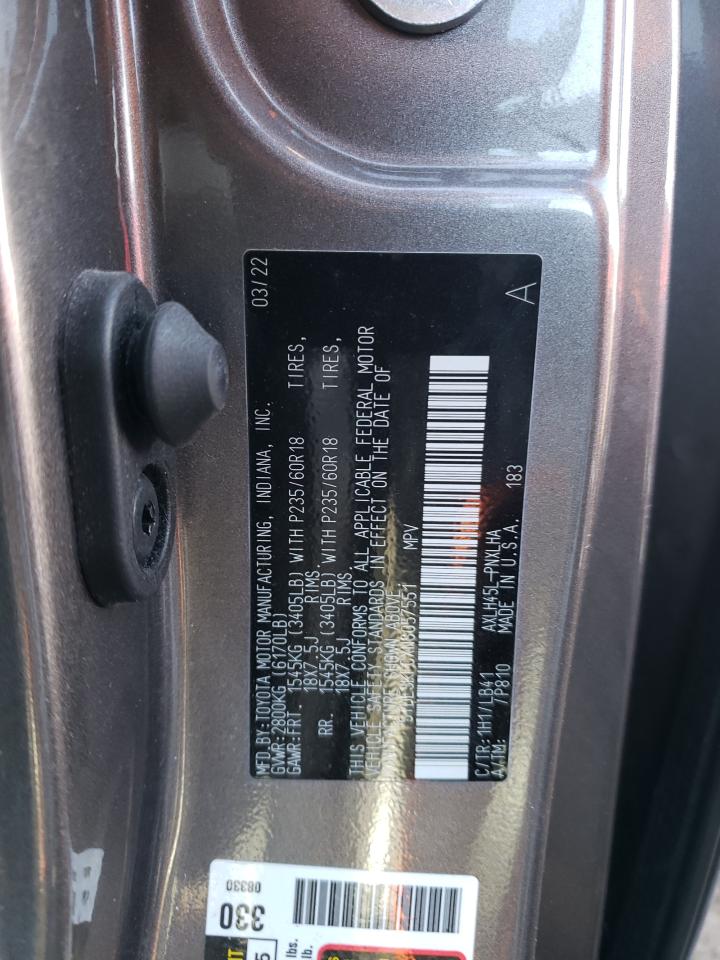 MFD. BY: TOYOTA MOTOR MANUFACTURING, INDIANA, INC. 03/22
GVWR: 2800KG (6170LB)
GAWR: FRT. 1545KG (3405LB) WITH P235/60R18 TIRES,
18X7.5J RIMS
RR. 1545KG (3405LB) WITH P235/60R18 TIRES,
18X7.5J RIMS
THIS VEHICLE CONFORMS TO ALL APPLICABLE FEDERAL MOTOR
VEHICLE SAFETY STANDARDS IN EFFECT ON THE DATE OF
MANUFACTURE SHOWN ABOVE.
MPV
C/TR: 1H1/LB41 AXLH45L-PNXLHA 183
A/TM: 7P810 MADE IN U.S.A. A
330
08330
lbs.
lb.